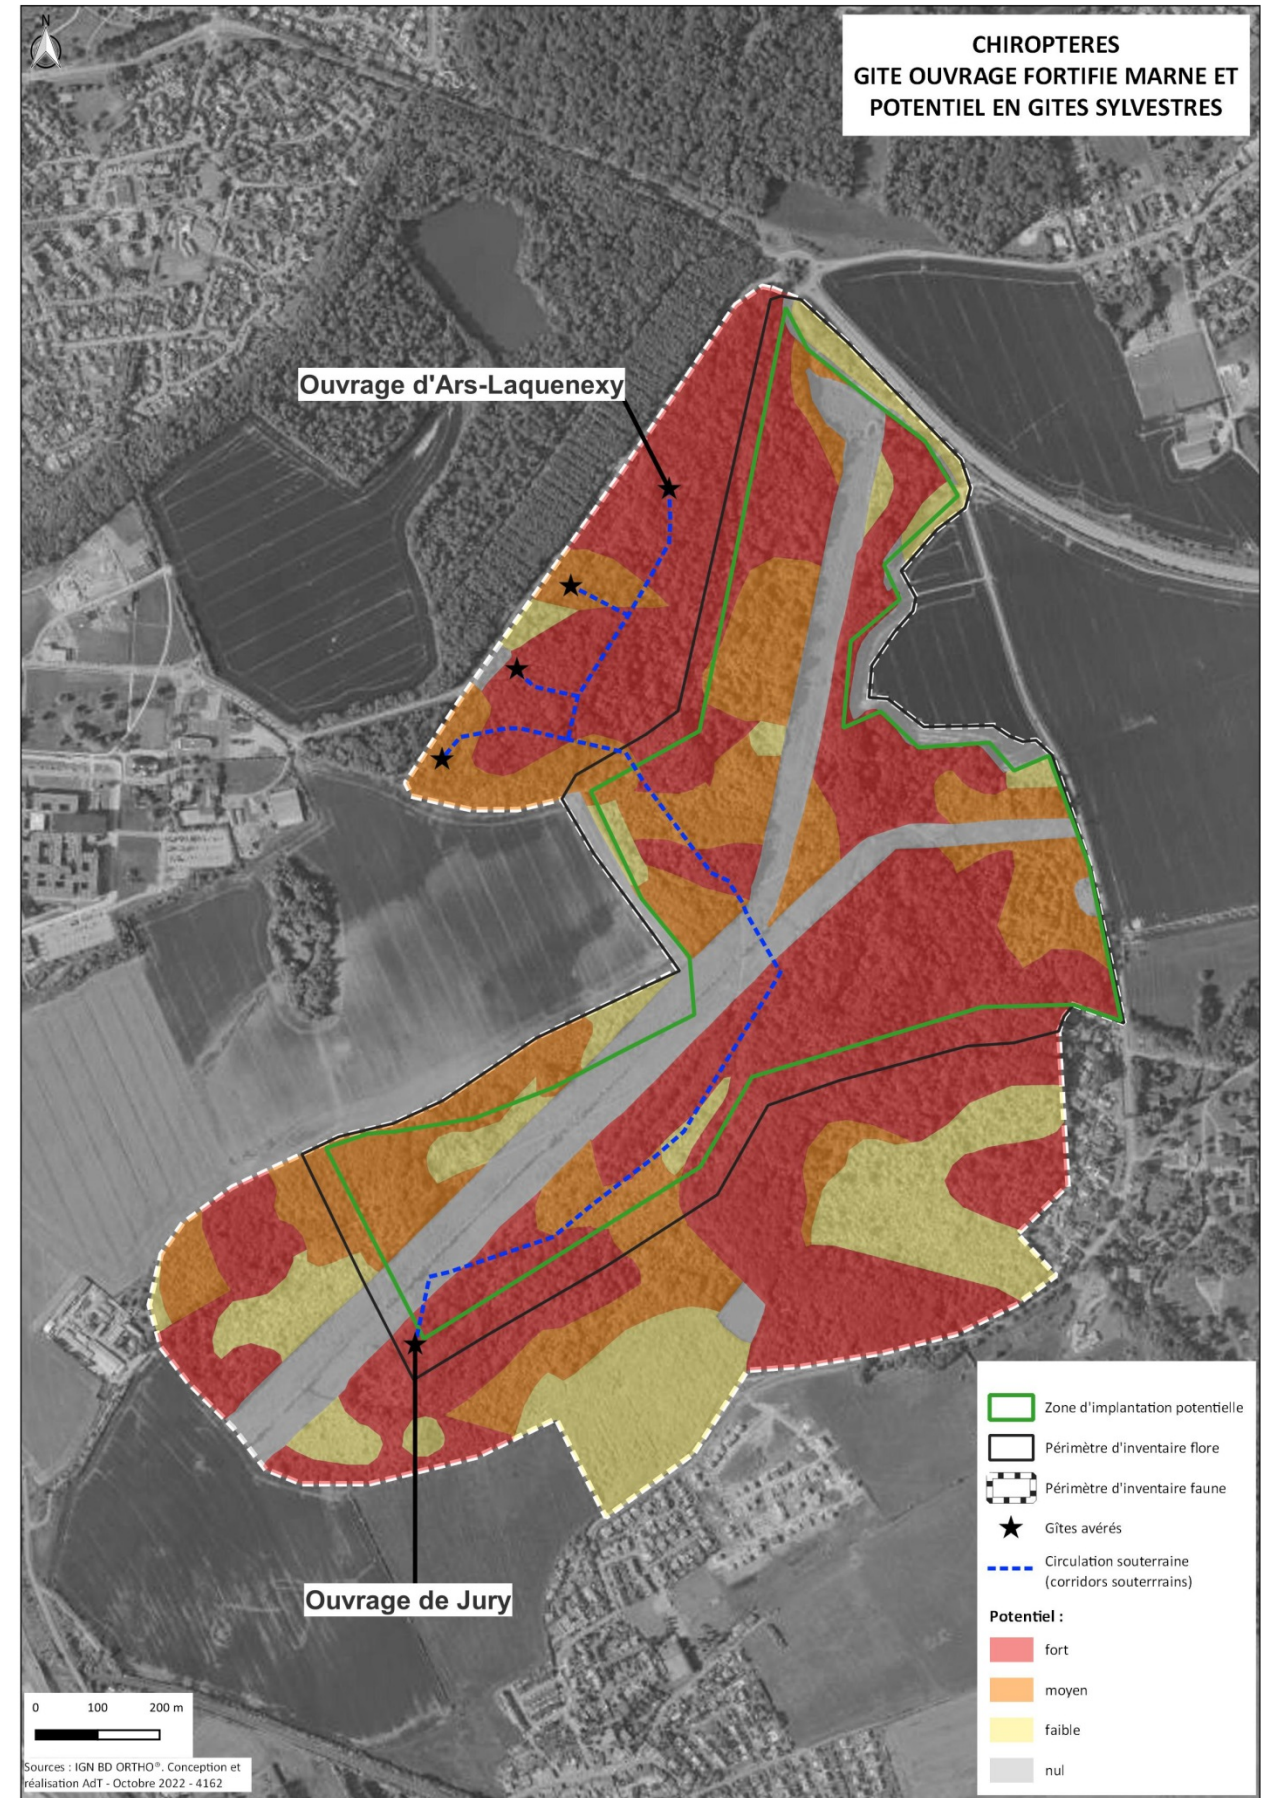 N
CHIROPTERES
GITE OUVRAGE FORTIFIE MARNE ET
POTENTIEL EN GITES SYLVESTRES
Ouvrage d'Ars-Laquenexy
Ouvrage de Jury
Zone d'implantation potentielle
Périmètre d'inventaire flore
Périmètre d'inventaire faune
Gîtes avérés
Circulation souterraine
(corridors souterrrains)
Potentiel :
fort
moyen
faible
nul
0 100 200 m
Sources : IGN BD ORTHO®. Conception et
réalisation AdT - Octobre 2022 - 4162